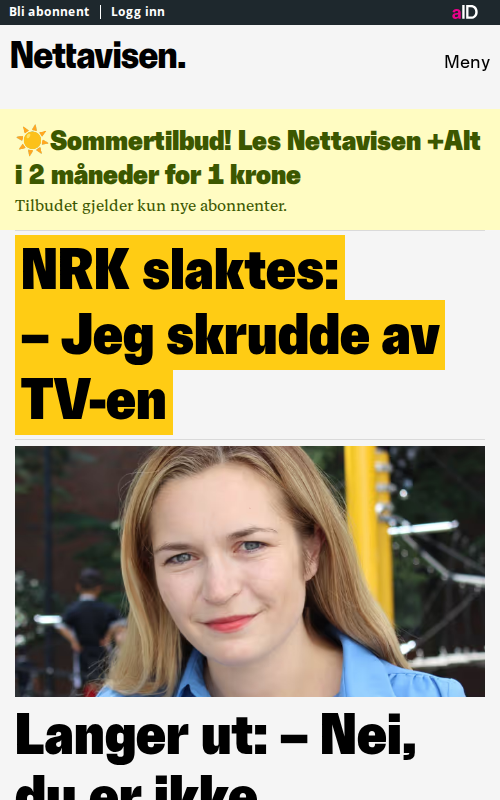 Bli abonnent | Logg inn
aID
Nettavisen.
Meny
☀️Sommertilbud! Les Nettavisen +Alt
i 2 måneder for 1 krone
Tilbudet gjelder kun nye abonnenter.
NRK slaktes:
– Jeg skrudde av
TV-en
Langer ut: – Nei,
du er ikke